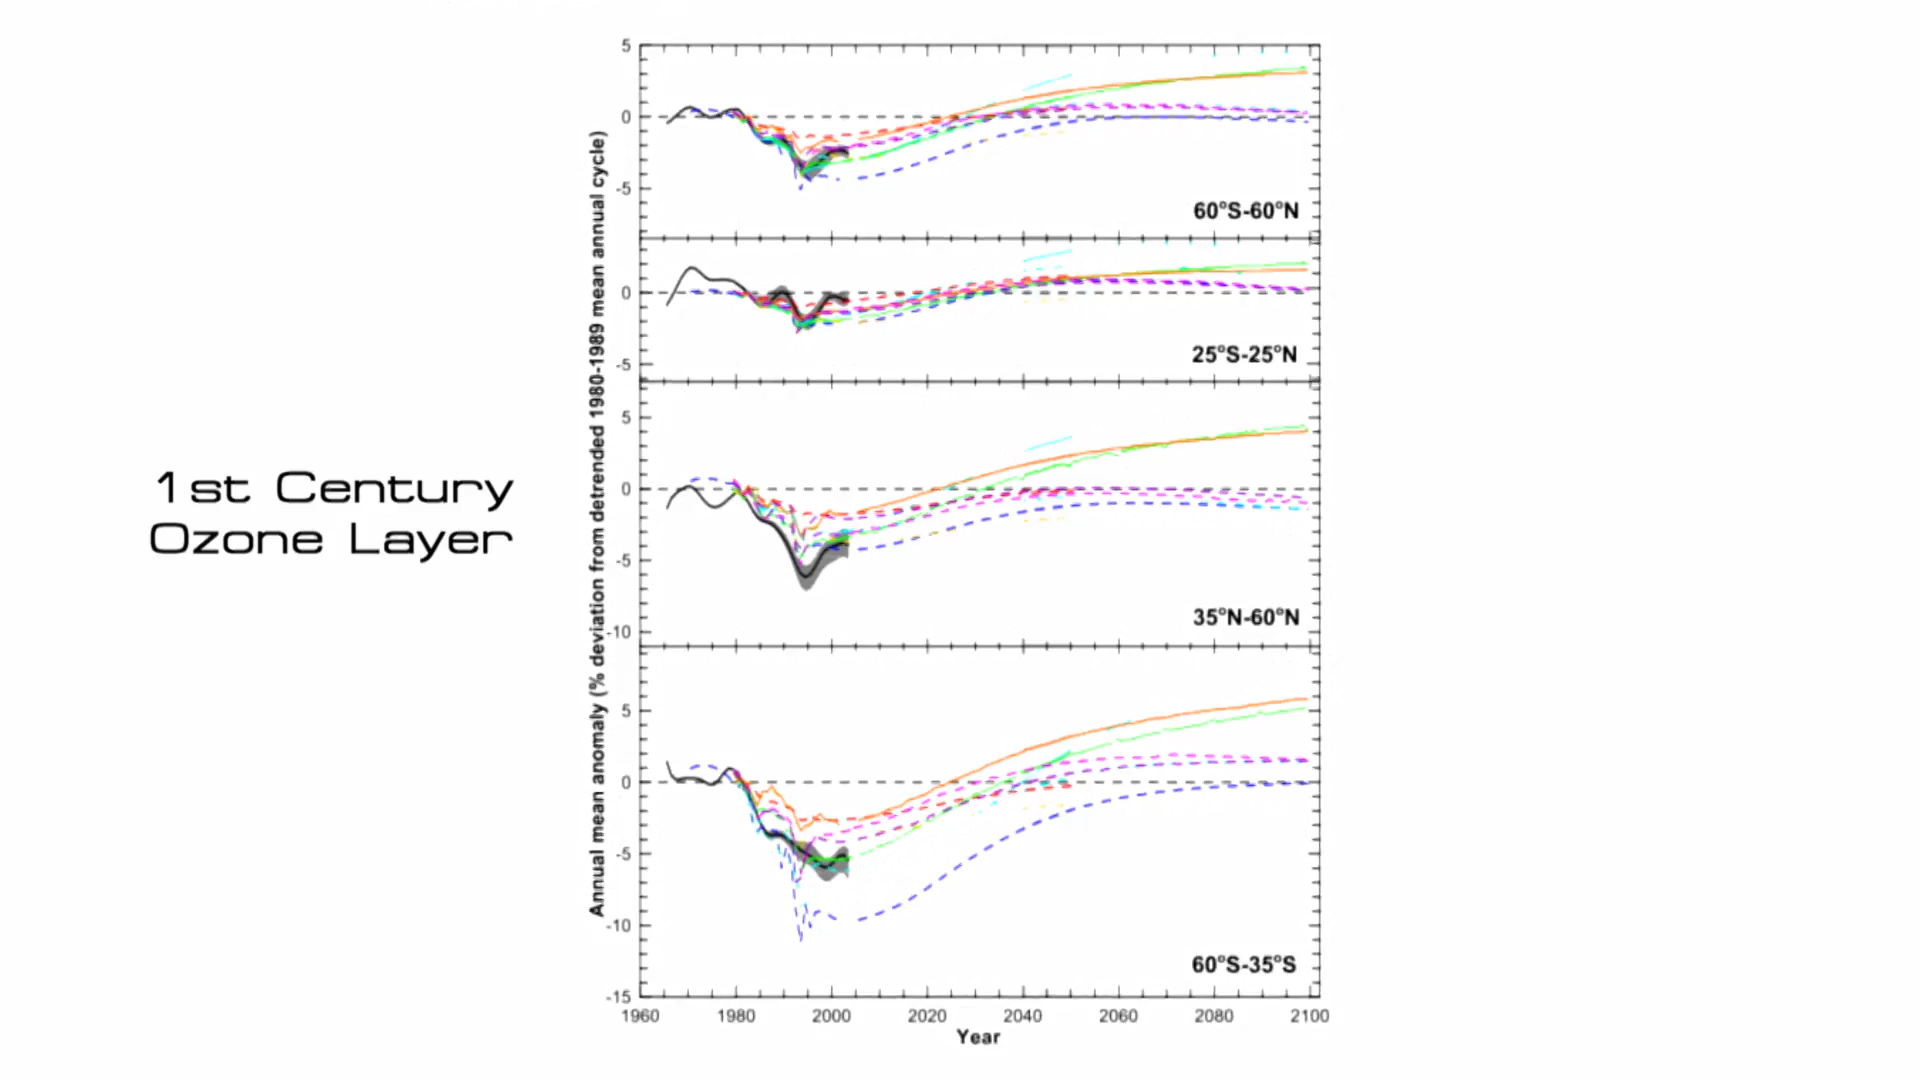 1st Century
Ozone Layer
Annual mean anomaly (% deviation from detrended 1980-1989 mean annual cycle)
5
0
-5
60°S-60°N
0
-5
25°S-25°N
5
0
-5
-10
35°N-60°N
5
0
-5
-10
-15
60°S-35°S
1960 1980 2000 2020 2040 2060 2080 2100
Year